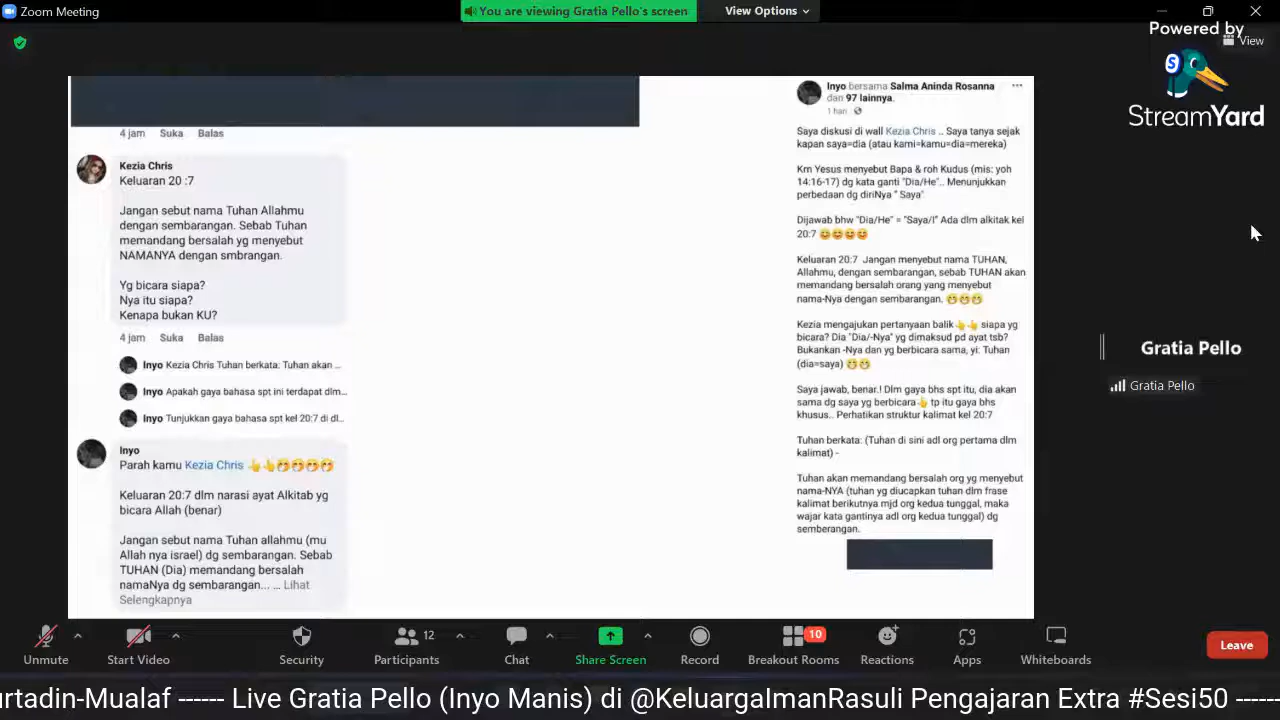 Zoom Meeting
You are viewing Gratia Pello's screen
View Options
Powered by
View
StreamYard
4 jam Suka Balas
Kezia Chris
Keluaran 20 :7
Jangan sebut nama Tuhan Allahmu
dengan sembarangan. Sebab Tuhan
memandang bersalah yg menyebut
NAMANYA dengan smbrangan.
Yg bicara siapa?
Nya itu siapa?
Kenapa bukan KU?
4 jam Suka Balas
Inyo Kezia Chris Tuhan berkata: Tuhan akan ...
Inyo Apakah gaya bahasa spt ini terdapat dlm...
Inyo Tunjukkan gaya bahasa spt kel 20:7 di dl...
Inyo
Parah kamu Kezia Chris 👆👆🤭🤭🤭🤭
Keluaran 20:7 dlm narasi ayat Alkitab yg
bicara Allah (benar)
Jangan sebut nama Tuhan allahmu (mu
Allah nya israel) dg sembarangan. Sebab
TUHAN (Dia) memandang bersalah
namaNya dg sembarangan... ... Lihat
Selengkapnya
Inyo bersama Salma Aninda Rosanna
dan 97 lainnya.
1 hari
Saya diskusi di wall Kezia Chris .. Saya tanya sejak
kapan saya=dia (atau kami=kamu=dia=mereka)
Krn Yesus menyebut Bapa & roh Kudus (mis: yoh
14:16-17) dg kata ganti "Dia/He".. Menunjukkan
perbedaan dg diriNya " Saya"
Dijawab bhw "Dia/He" = "Saya/I" Ada dlm alkitak kel
20:7 😊😊😊😊
Keluaran 20:7 Jangan menyebut nama TUHAN,
Allahmu, dengan sembarangan, sebab TUHAN akan
memandang bersalah orang yang menyebut
nama-Nya dengan sembarangan. 🤭🤭🤭
Kezia mengajukan pertanyaan balik👆👆 siapa yg
bicara? Dia "Dia/-Nya" yg dimaksud pd ayat tsb?
Bukankan -Nya dan yg berbicara sama, yi: Tuhan
(dia=saya) 🤭🤭
Saya jawab, benar.! Dlm gaya bhs spt itu, dia akan
sama dg saya yg berbicara👆 tp itu gaya bhs
khusus.. Perhatikan struktur kalimat kel 20:7
Tuhan berkata: (Tuhan di sini adl org pertama dlm
kalimat) -
Tuhan akan memandang bersalah org yg menyebut
nama-NYA (tuhan yg diucapkan tuhan dlm frase
kalimat berikutnya mjd org kedua tunggal, maka
wajar kata gantinya adl org kedua tunggal) dg
semberangan.
Gratia Pello
Gratia Pello
Unmute
Start Video
Security
12
Participants
Chat
Share Screen
Record
10
Breakout Rooms
Reactions
Apps
Whiteboards
Leave
urtadin-Mualaf ------ Live Gratia Pello (Inyo Manis) di @KeluargaImanRasuli Pengajaran Extra #Sesi50 -----